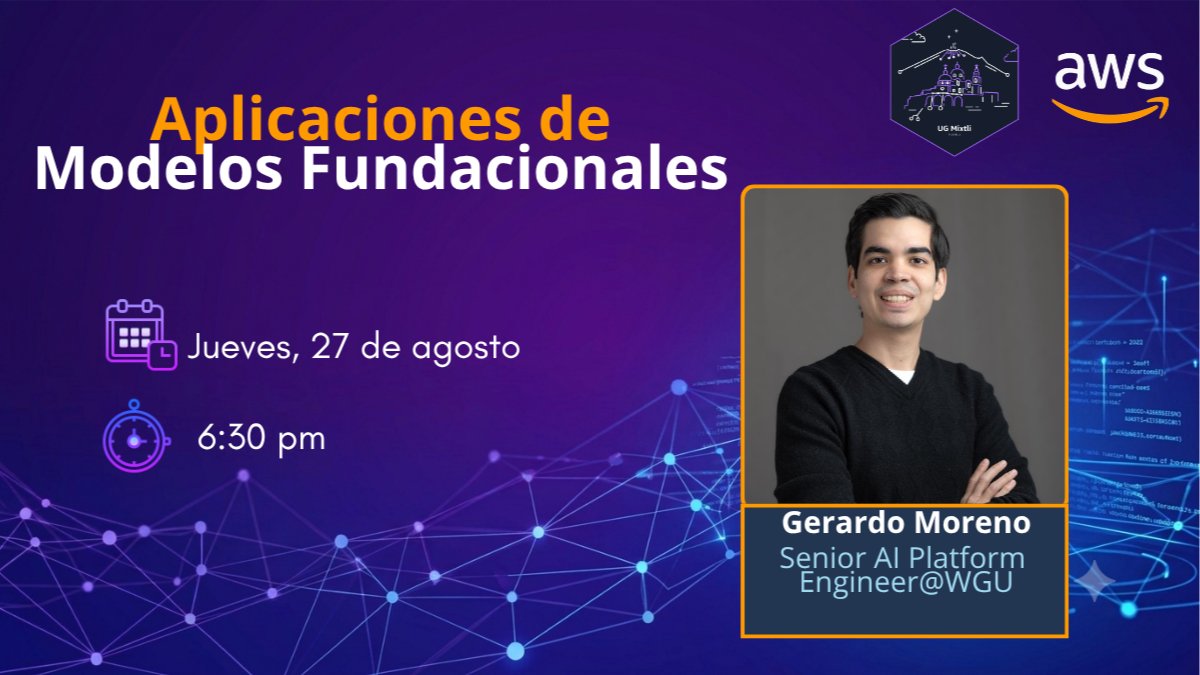 UG Mixtli
aws
Aplicaciones de
Modelos Fundacionales
Jueves, 27 de agosto
6:30 pm
Gerardo Moreno
Senior AI Platform
Engineer@WGU